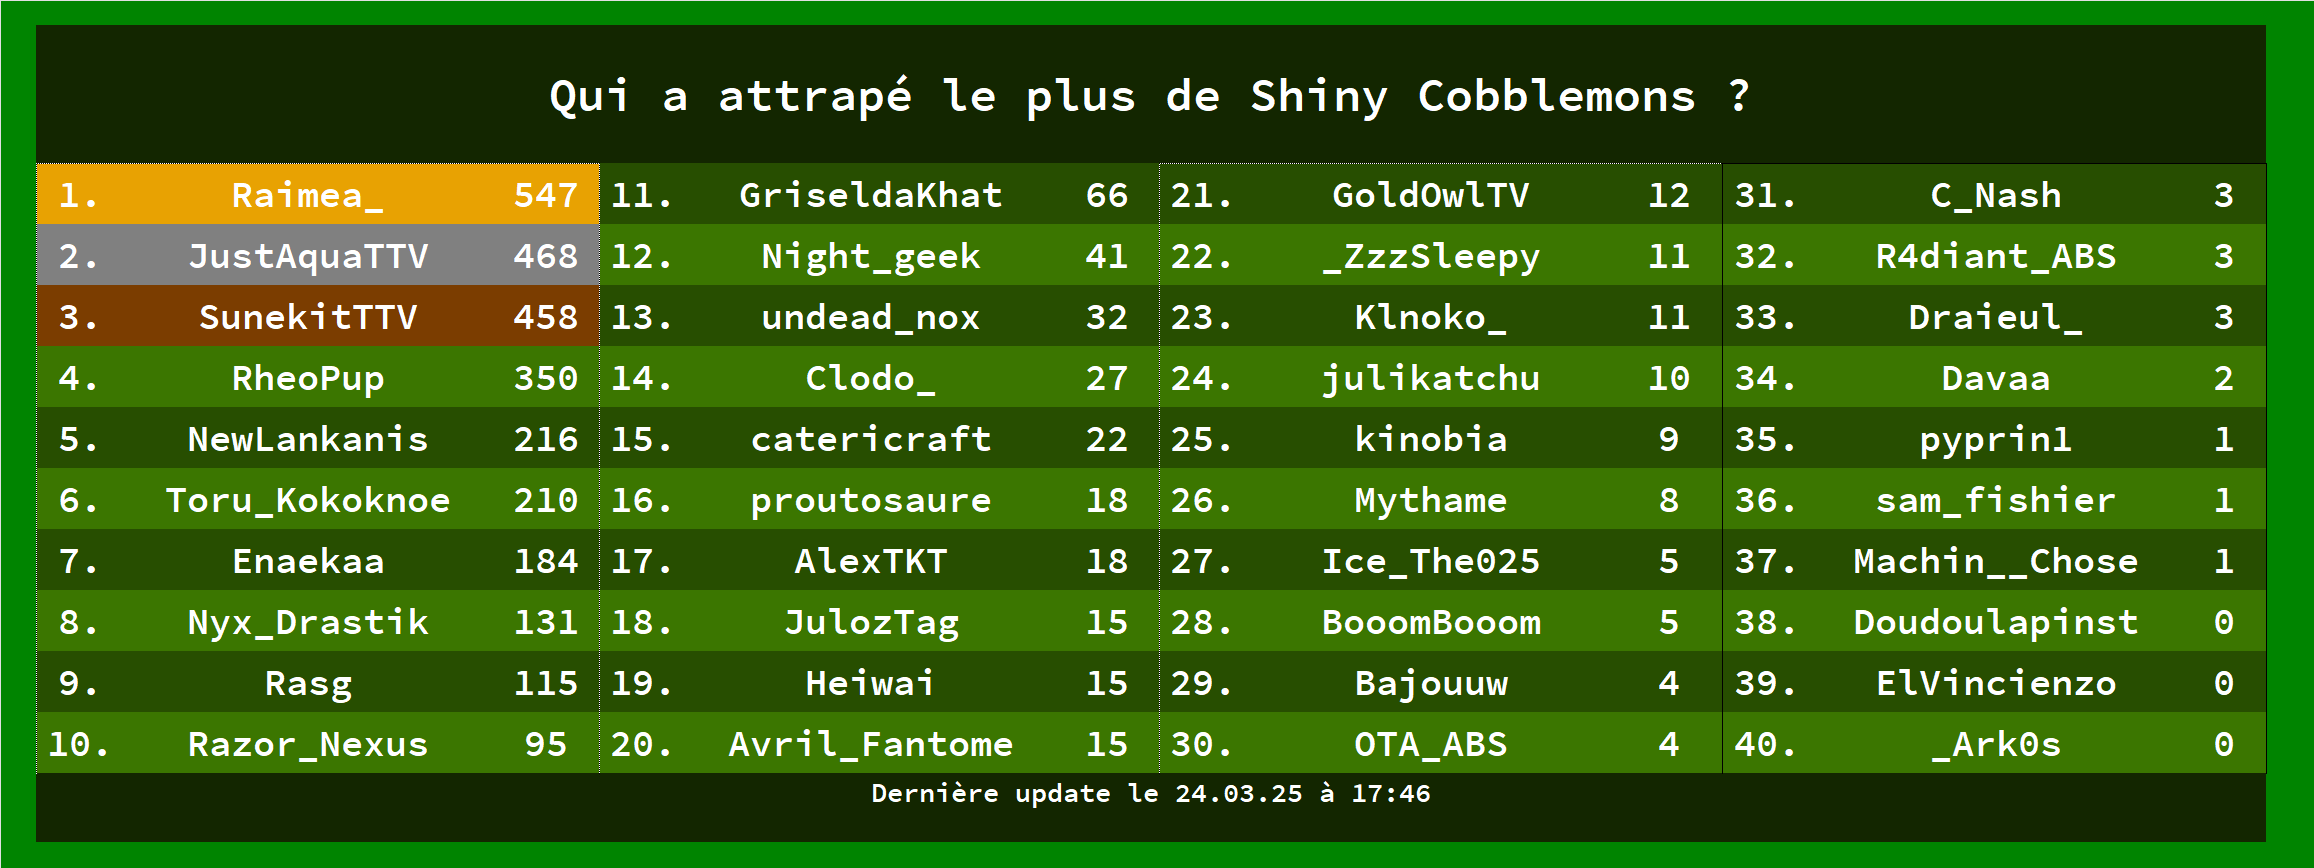 Qui a attrapé le plus de Shiny Cobblemons ?
1. Raimea_ 547
2. JustAquaTTV 468
3. SunekitTTV 458
4. RheoPup 350
5. NewLankanis 216
6. Toru_Kokoknoe 210
7. Enaekaa 184
8. Nyx_Drastik 131
9. Rasg 115
10. Razor_Nexus 95
11. GriseldaKhat 66
12. Night_geek 41
13. undead_nox 32
14. Clodo_ 27
15. catericraft 22
16. proutosaure 18
17. AlexTKT 18
18. JulozTag 15
19. Heiwai 15
20. Avril_Fantome 15
21. GoldOwlTV 12
22. _ZzzSleepy 11
23. Klnoko_ 11
24. julikatchu 10
25. kinobia 9
26. Mythame 8
27. Ice_The025 5
28. BooomBooom 5
29. Bajouuw 4
30. OTA_ABS 4
31. C_Nash 3
32. R4diant_ABS 3
33. Draieul_ 3
34. Davaa 2
35. pyprin1 1
36. sam_fishier 1
37. Machin__Chose 1
38. Doudoulapinst 0
39. ElVincienzo 0
40. _Ark0s 0
Dernière update le 24.03.25 à 17:46